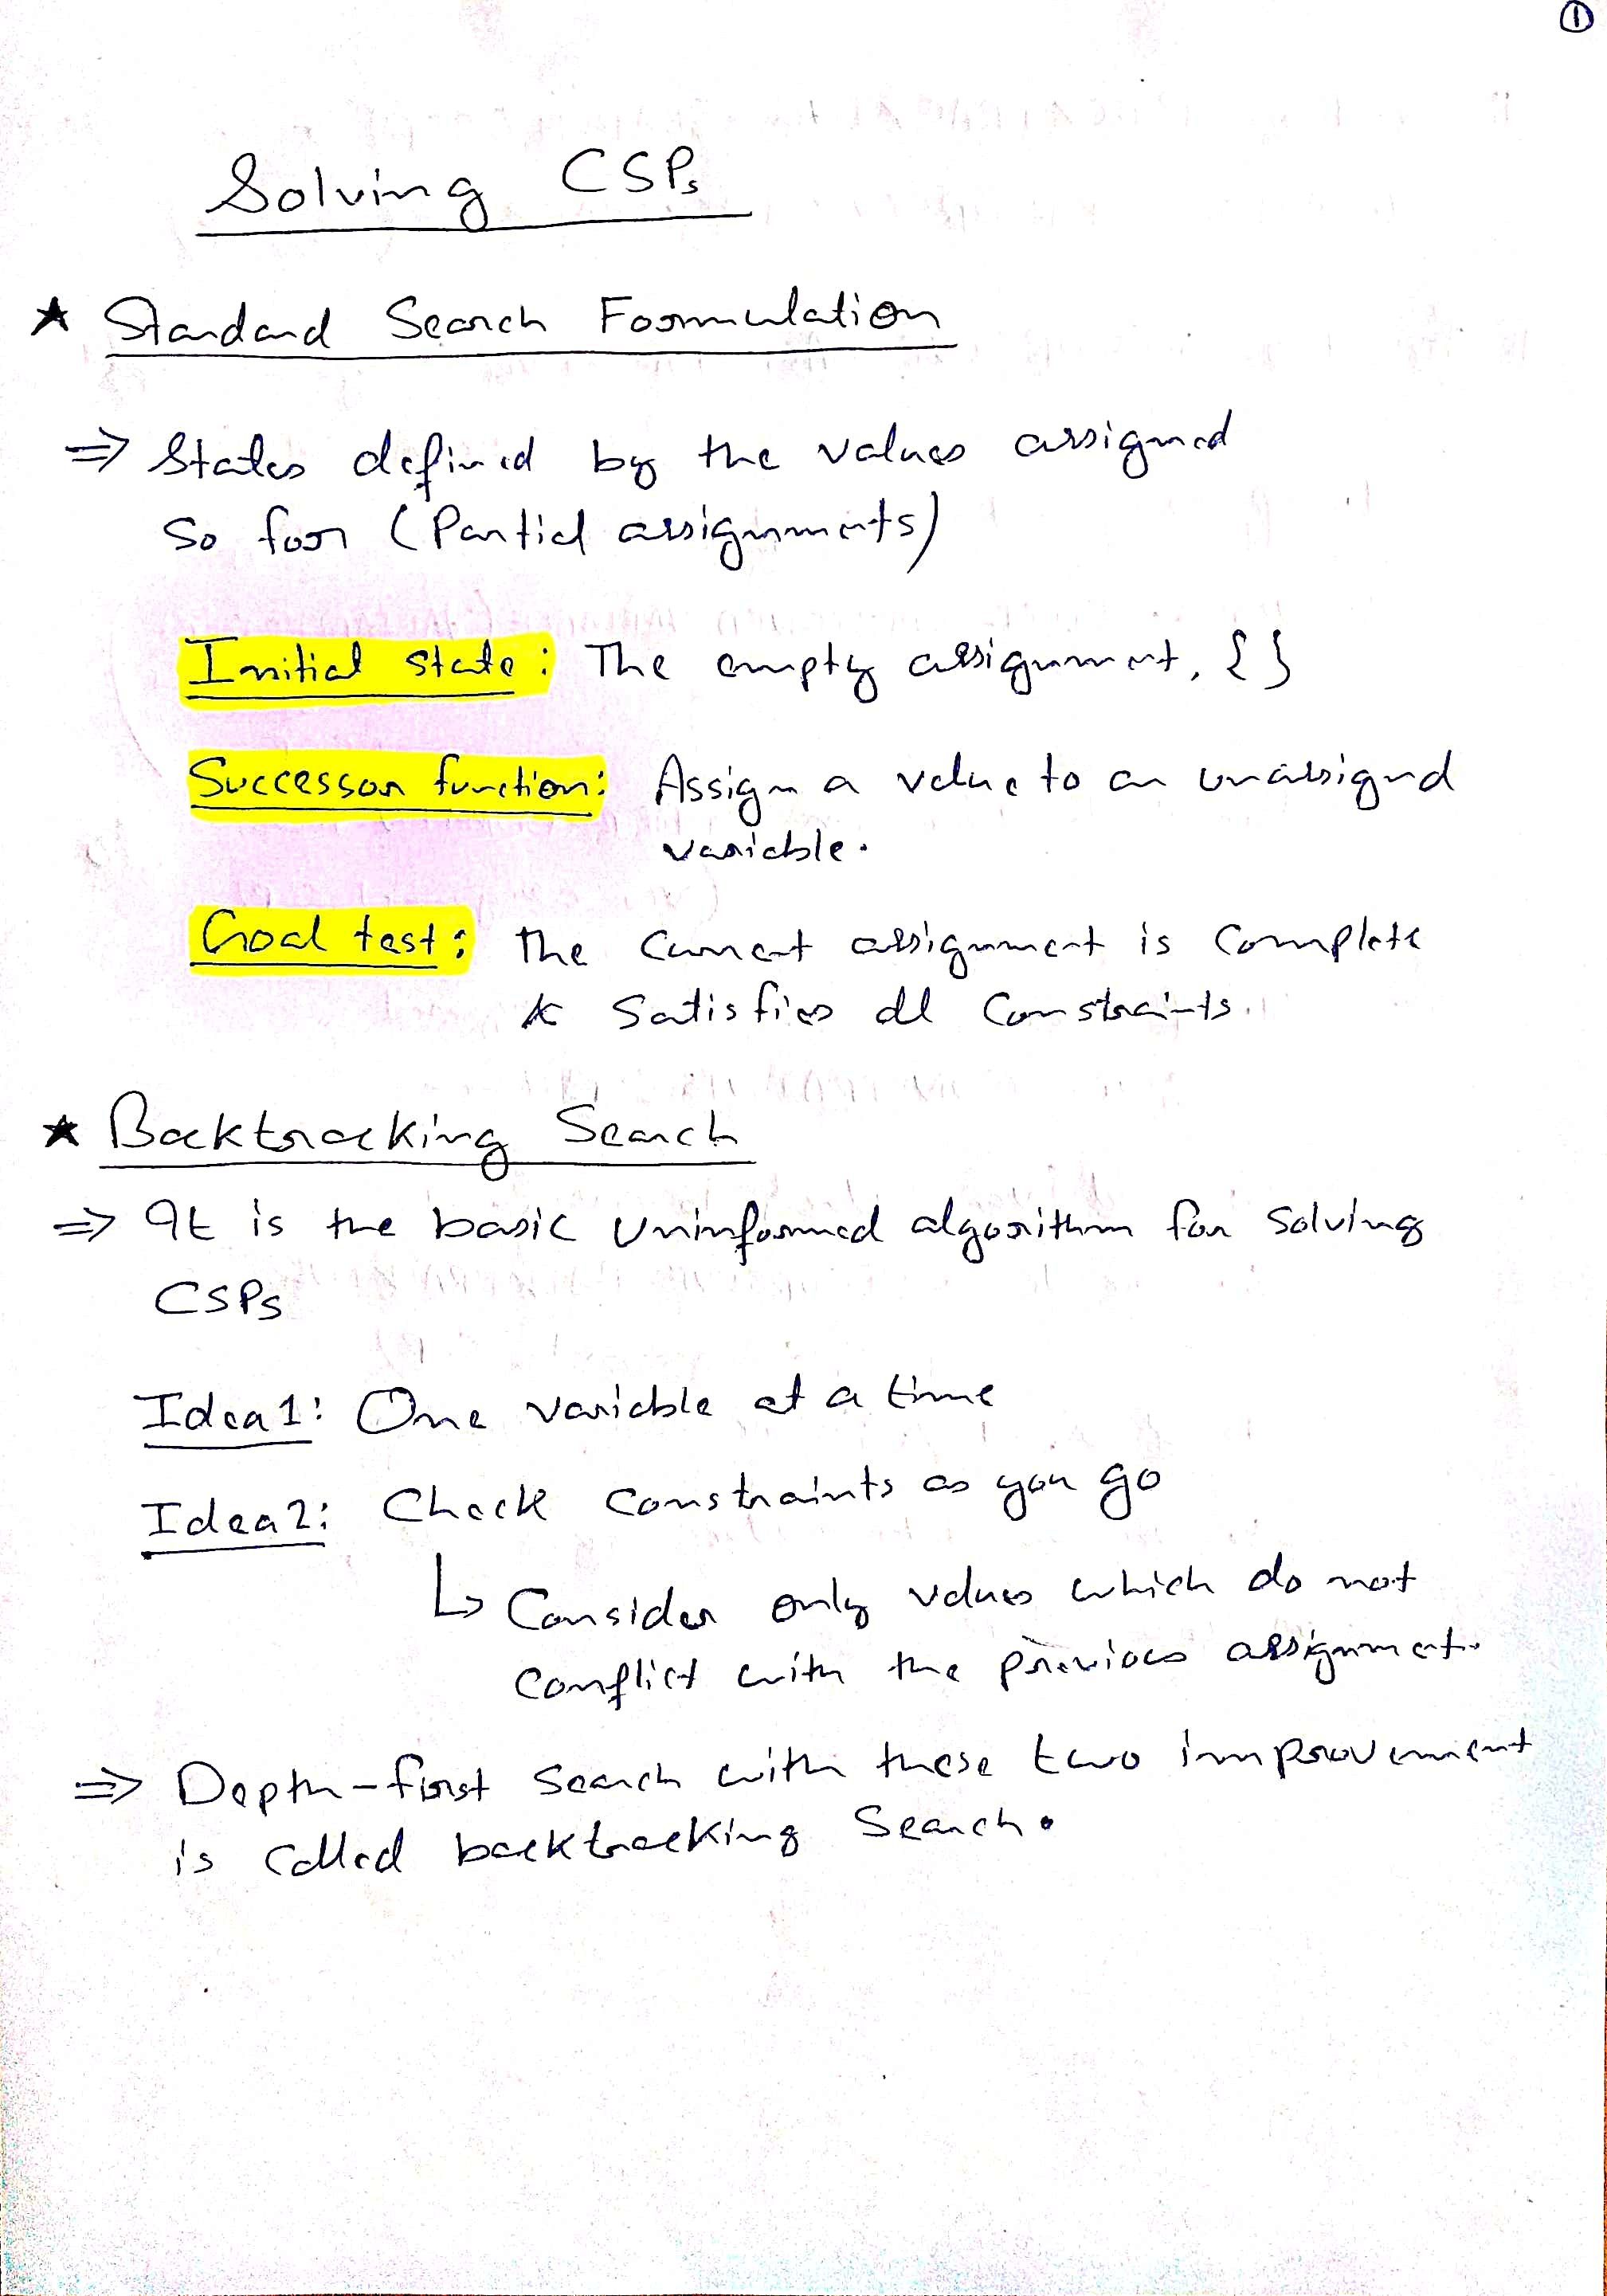 ①
Solving CSPs
★ Standard Search Formulation
⇒ States defined by the values assigned
so far (Partial assignments)
Initial state: The empty assignment, { }
Successor function: Assign a value to an unassigned
variable.
Goal test: The current assignment is complete
& satisfies all constraints.
★ Backtracking Search
⇒ It is the basic uninformed algorithm for solving
CSPs
Idea1: One variable at a time
Idea2: Check constraints as you go
↳ Consider only values which do not
conflict with the previous assignment.
⇒ Depth-first search with these two improvement
is called backtracking search.